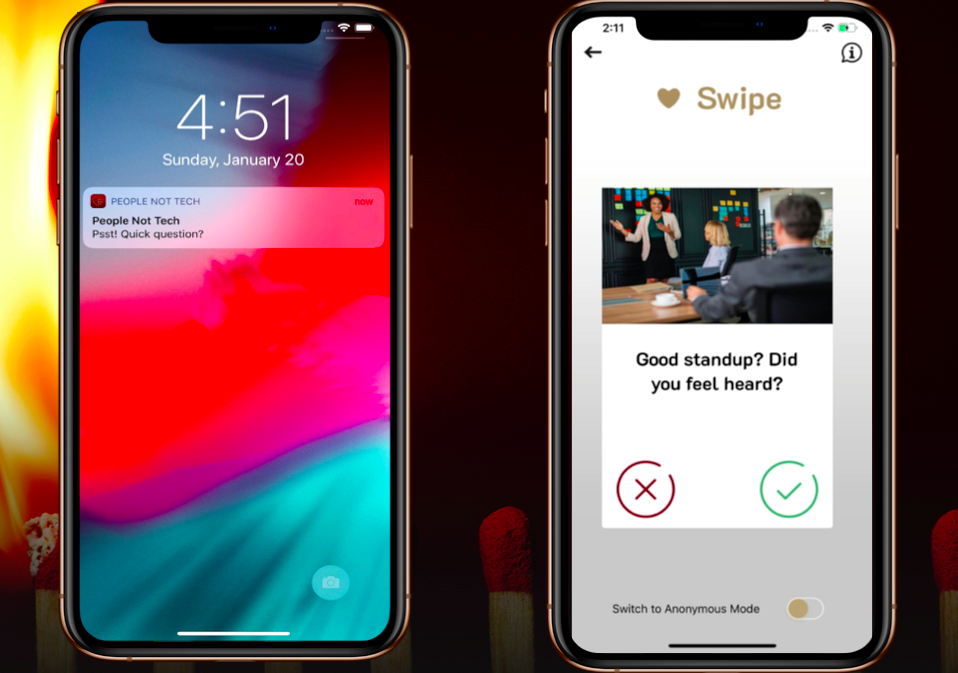 4:51
Sunday, January 20
PEOPLE NOT TECH
now
People Not Tech
Psst! Quick question?
2:11
Swipe
Good standup? Did
you feel heard?
Switch to Anonymous Mode